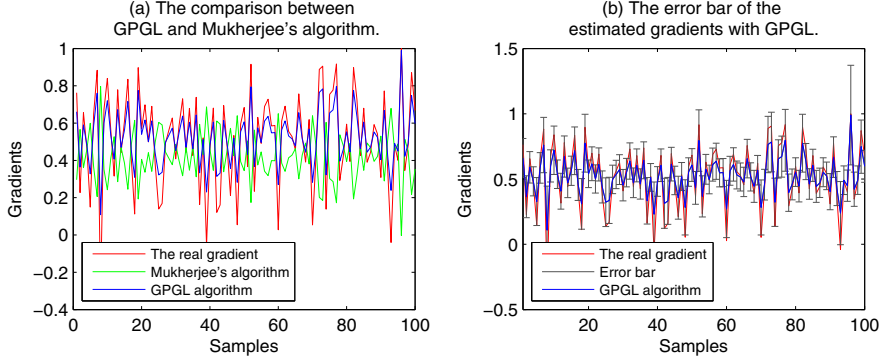 (a) The comparison between
GPGL and Mukherjee's algorithm.
1
0.8
0.6
0.4
0.2
0
−0.2
−0.4
Gradients
The real gradient
Mukherjee's algorithm
GPGL algorithm
0 20 40 60 80 100
Samples
(b) The error bar of the
estimated gradients with GPGL.
1.5
1
0.5
0
−0.5
Gradients
The real gradient
Error bar
GPGL algorithm
20 40 60 80 100
Samples